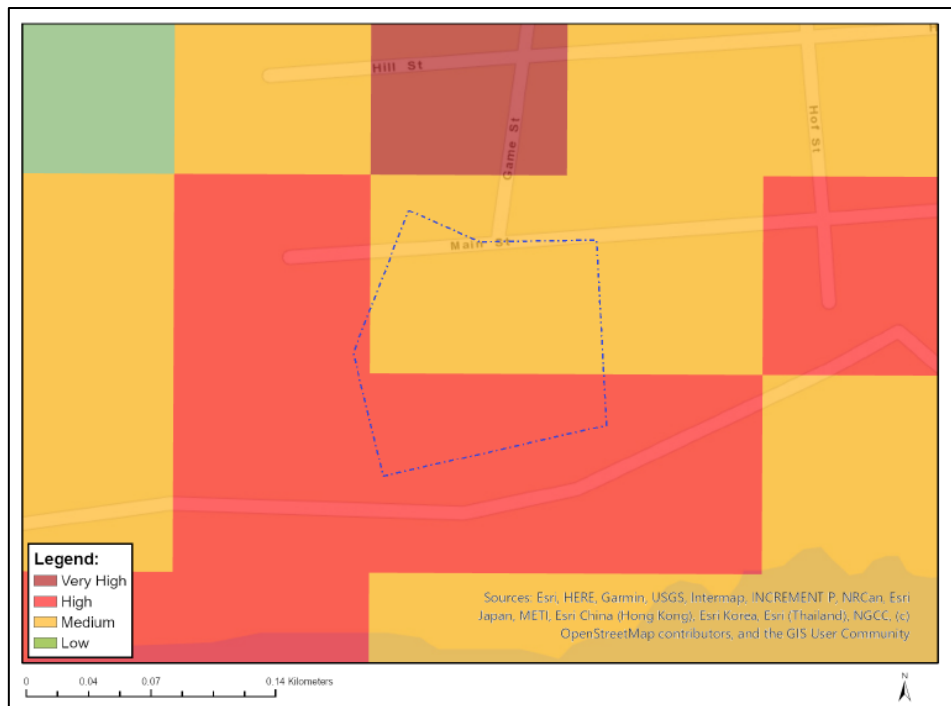 Hill St
H
Game St
Hof St
Main St
Legend:
Very High
High
Medium
Low
Sources: Esri, HERE, Garmin, USGS, Intermap, INCREMENT P, NRCan, Esri
Japan, METI, Esri China (Hong Kong), Esri Korea, Esri (Thailand), NGCC, (c)
OpenStreetMap contributors, and the GIS User Community
0 0.04 0.07 0.14 Kilometers
N